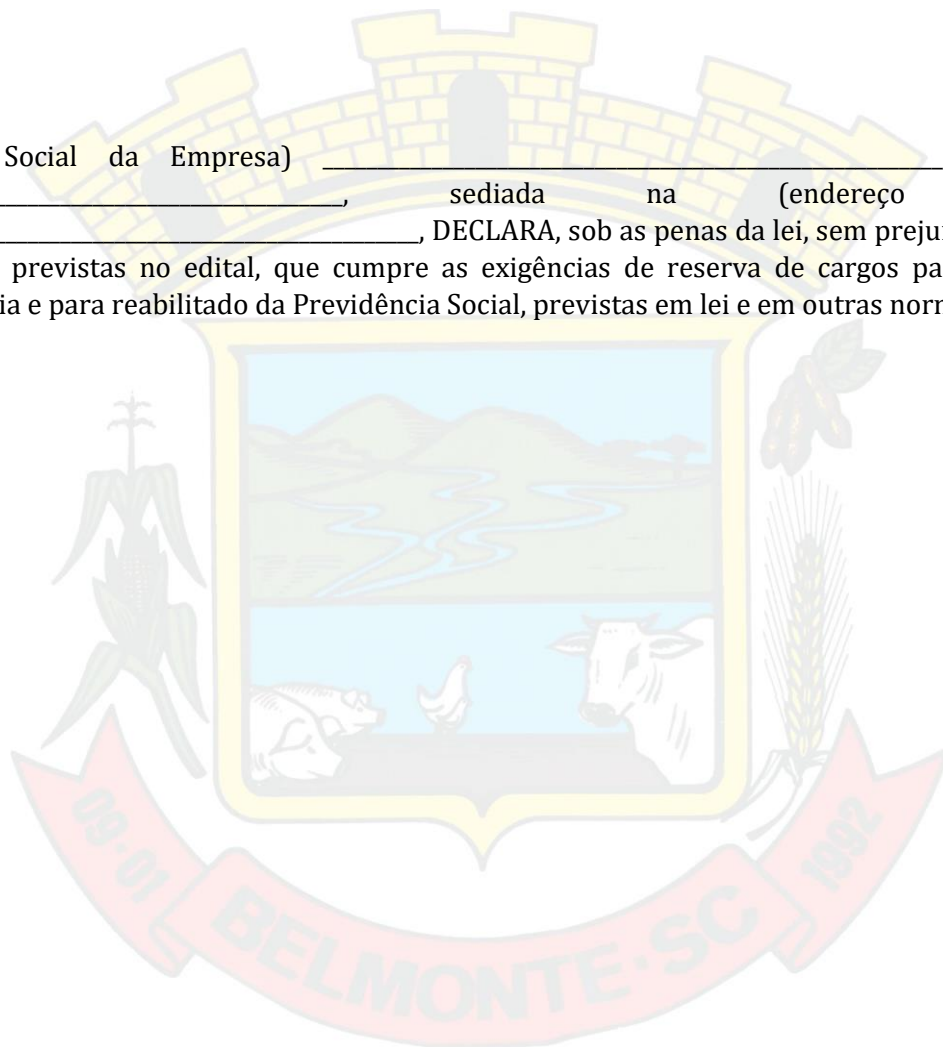 Social da Empresa) ____________________________________________
________________________, sediada na (endereço
______________________________, DECLARA, sob as penas da lei, sem preju
previstas no edital, que cumpre as exigências de reserva de cargos pa
ia e para reabilitado da Previdência Social, previstas em lei e em outras nor
09-01
BELMONTE-SC
1992